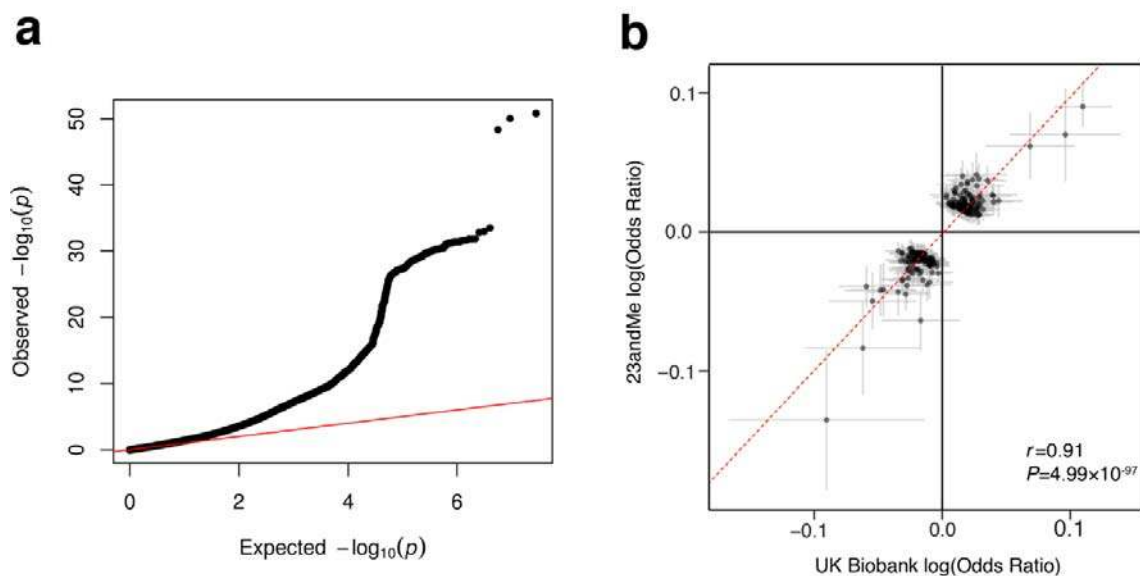 a
50
40
30
20
10
0
Observed −log10(p)
0 2 4 6
Expected −log10(p)
b
0.1
0.0
−0.1
23andMe log(Odds Ratio)
r=0.91
P=4.99×10-97
−0.1 0.0 0.1
UK Biobank log(Odds Ratio)